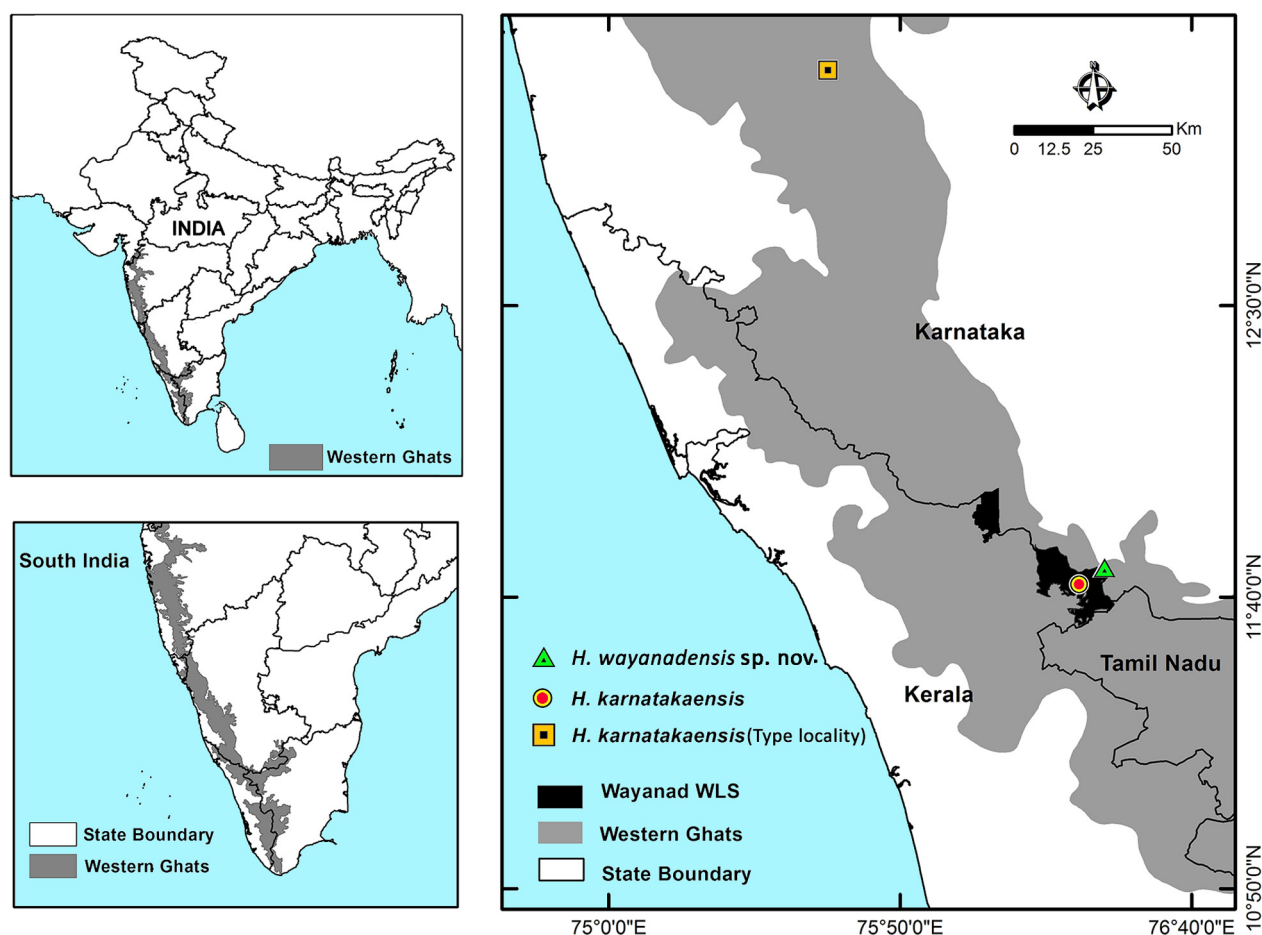 INDIA
Western Ghats
South India
State Boundary
Western Ghats
N
Km
0 12.5 25 50
Karnataka
Tamil Nadu
Kerala
H. wayanadensis sp. nov.
H. karnatakaensis
H. karnatakaensis(Type locality)
Wayanad WLS
Western Ghats
State Boundary
12°30'0"N
11°40'0"N
10°50'0"N
75°0'0"E 75°50'0"E 76°40'0"E